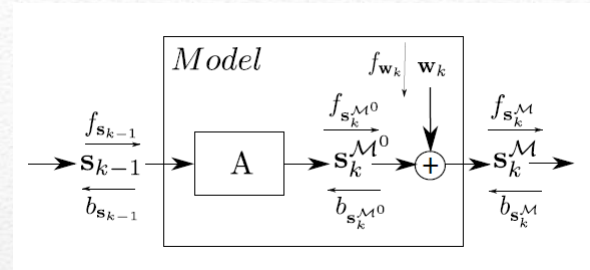 Model
f_{w_k} w_k
f_{s_{k-1}} f_{s_k^{M^0}} f_{s_k^M}
s_{k-1} A s_k^{M^0} + s_k^M
b_{s_{k-1}} b_{s_k^{M^0}} b_{s_k^M}